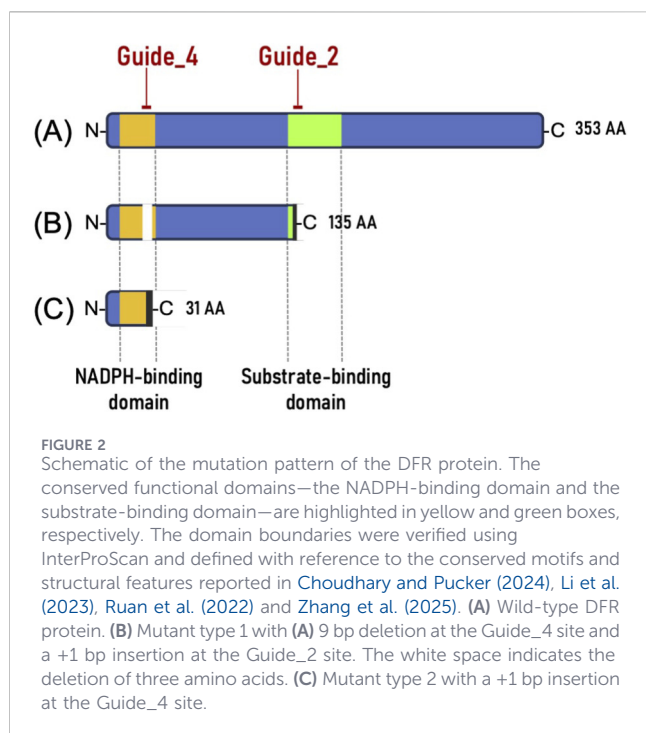 Guide_4 Guide_2
(A) N- -C 353 AA
(B) N- -C 135 AA
(C) N- -C 31 AA
NADPH-binding domain
Substrate-binding domain
FIGURE 2
Schematic of the mutation pattern of the DFR protein. The
conserved functional domains—the NADPH-binding domain and the
substrate-binding domain—are highlighted in yellow and green boxes,
respectively. The domain boundaries were verified using
InterProScan and defined with reference to the conserved motifs and
structural features reported in Choudhary and Pucker (2024), Li et al.
(2023), Ruan et al. (2022) and Zhang et al. (2025). (A) Wild-type DFR
protein. (B) Mutant type 1 with (A) 9 bp deletion at the Guide_4 site and
a +1 bp insertion at the Guide_2 site. The white space indicates the
deletion of three amino acids. (C) Mutant type 2 with a +1 bp insertion
at the Guide_4 site.